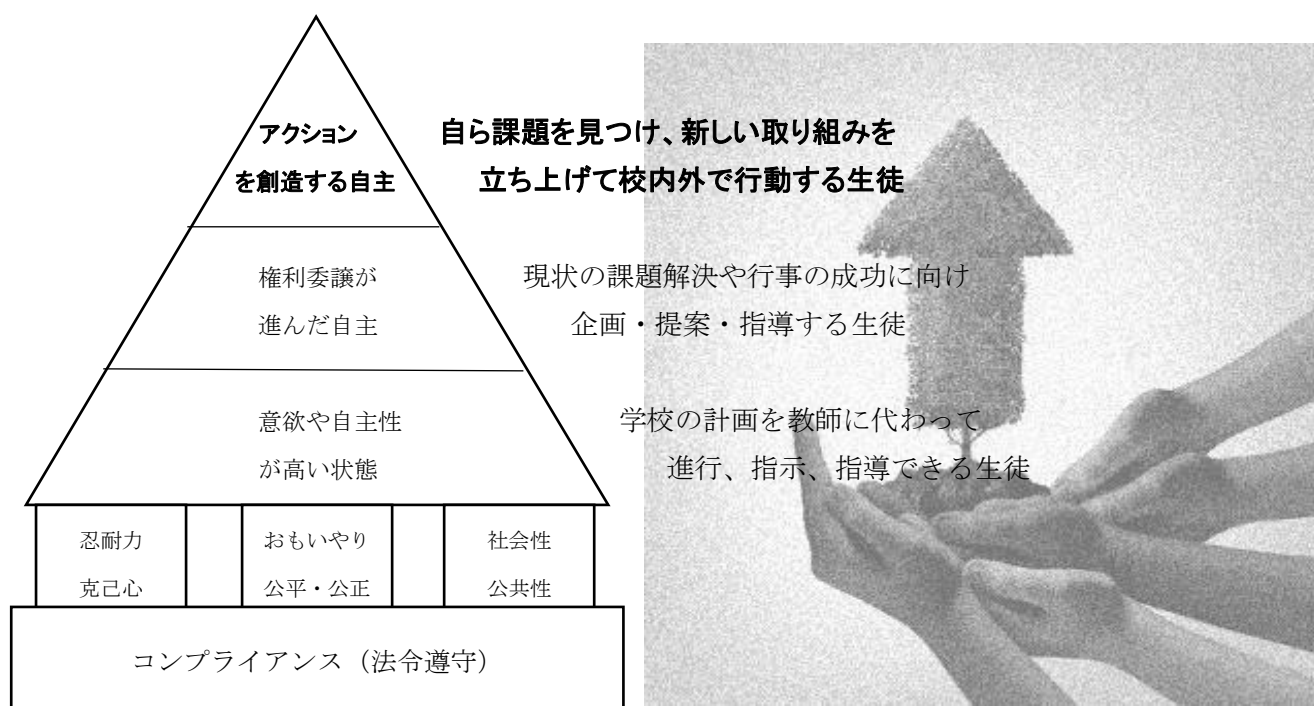 アクション
を創造する自主
自ら課題を見つけ、新しい取り組みを
立ち上げて校内外で行動する生徒
権利委譲が
進んだ自主
現状の課題解決や行事の成功に向け
企画・提案・指導する生徒
意欲や自主性
が高い状態
学校の計画を教師に代わって
進行、指示、指導できる生徒
忍耐力
克己心
おもいやり
公平・公正
社会性
公共性
コンプライアンス（法令遵守）